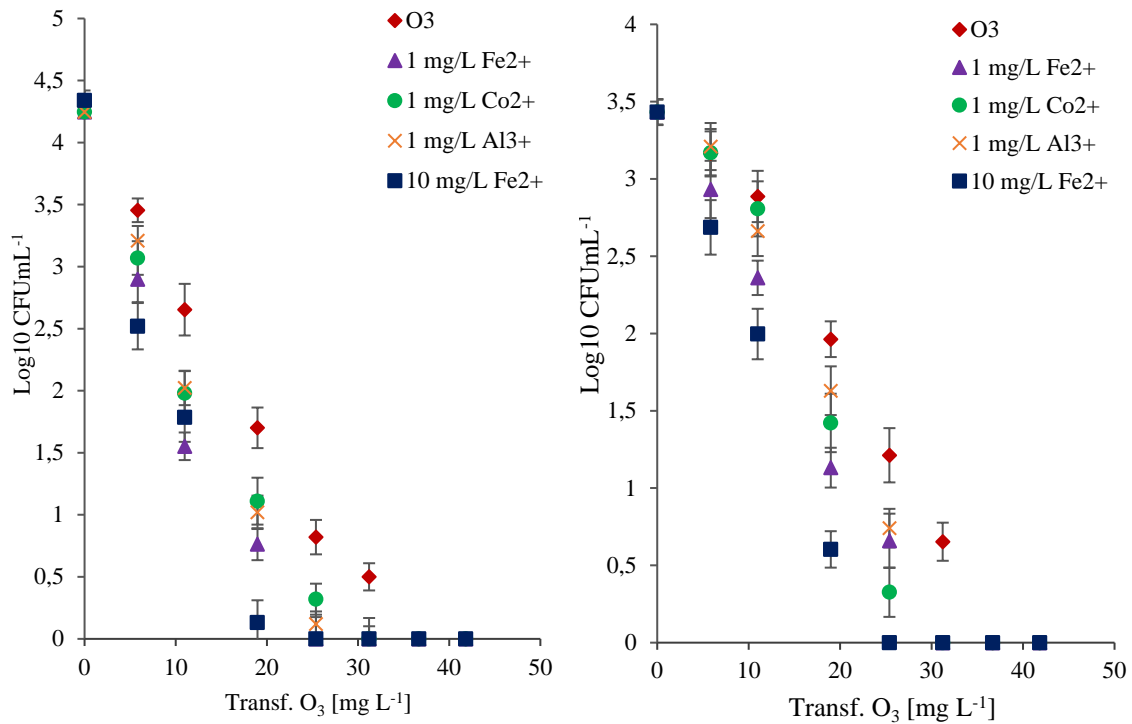 5
4,5
4
3,5
3
2,5
2
1,5
1
0,5
0
Log10 CFUmL-1
0 10 20 30 40 50
Transf. O3 [mg L-1]
O3
1 mg/L Fe2+
1 mg/L Co2+
1 mg/L Al3+
10 mg/L Fe2+
4
3,5
3
2,5
2
1,5
1
0,5
0
Log10 CFUmL-1
0 10 20 30 40 50
Transf. O3 [mg L-1]
O3
1 mg/L Fe2+
1 mg/L Co2+
1 mg/L Al3+
10 mg/L Fe2+